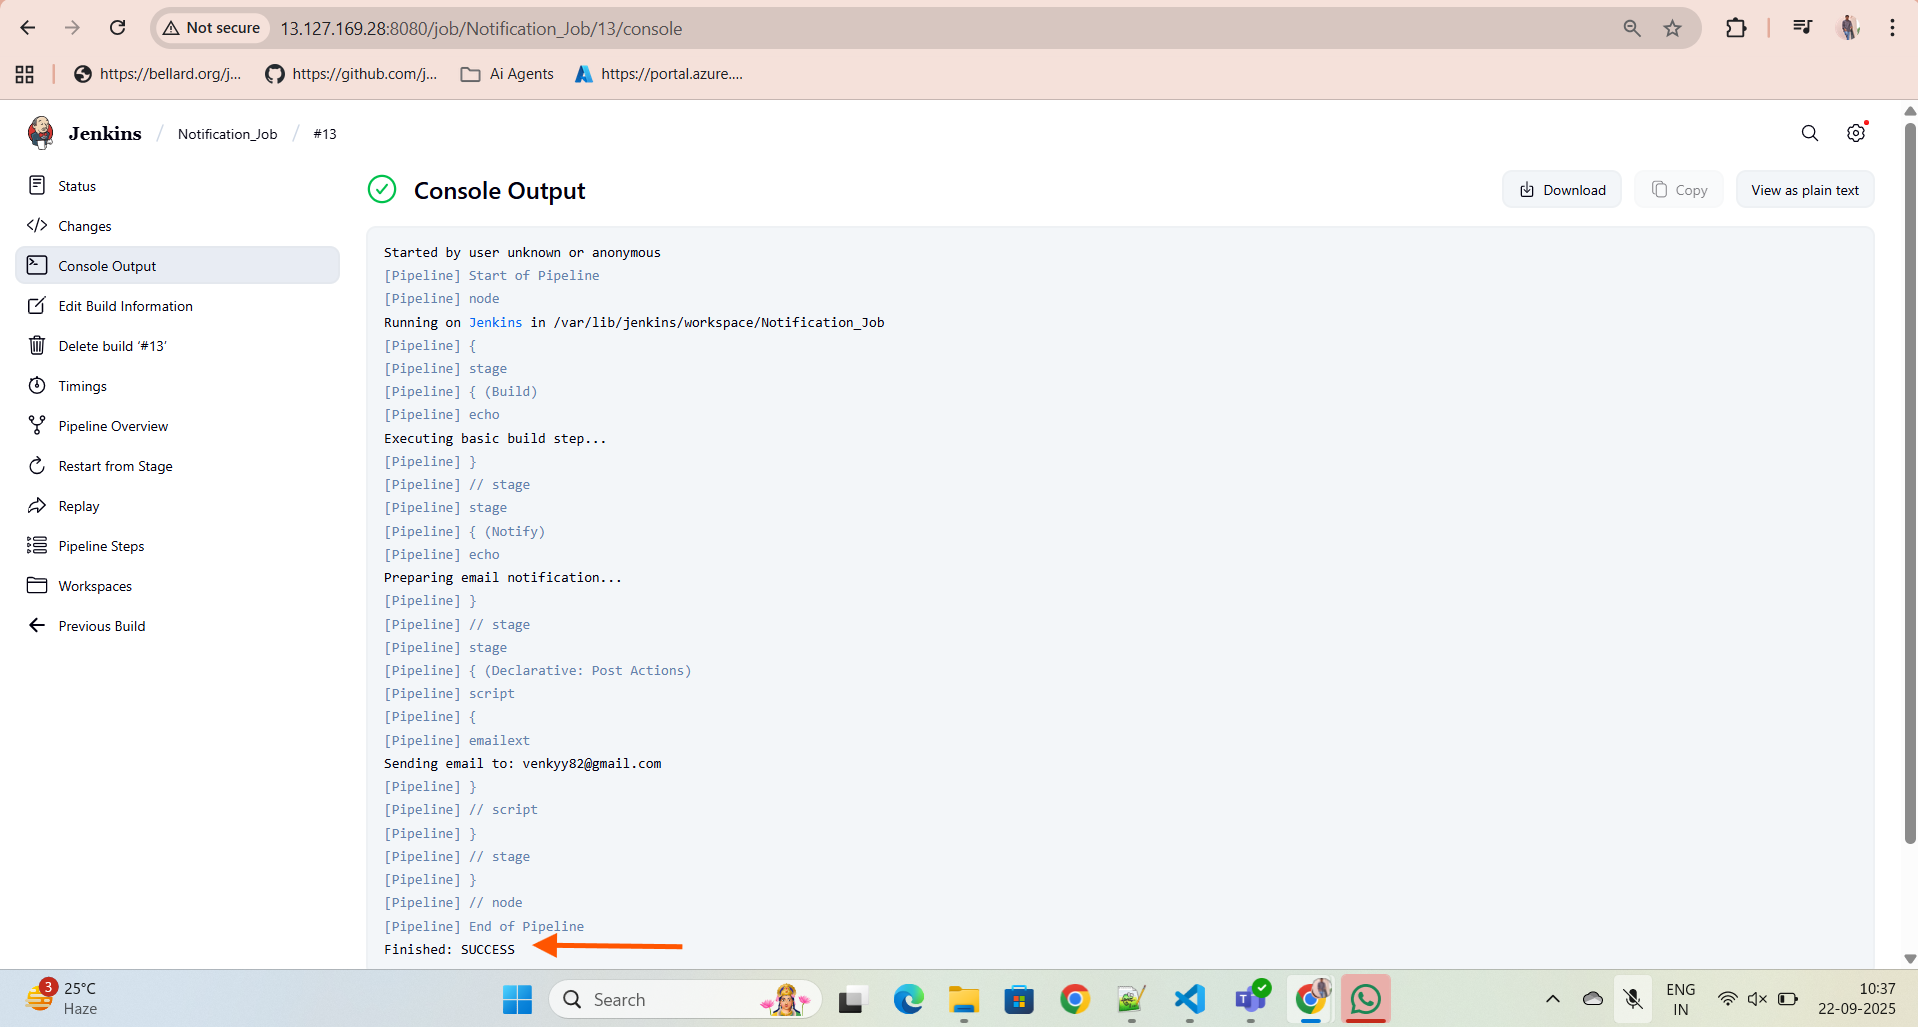 Not secure
13.127.169.28:8080/job/Notification_Job/13/console
https://bellard.org/j...
https://github.com/j...
Ai Agents
https://portal.azure....
Jenkins / Notification_Job / #13
Status
Changes
Console Output
Edit Build Information
Delete build ‘#13’
Timings
Pipeline Overview
Restart from Stage
Replay
Pipeline Steps
Workspaces
Previous Build
Console Output
Download
Copy
View as plain text
Started by user unknown or anonymous
[Pipeline] Start of Pipeline
[Pipeline] node
Running on Jenkins in /var/lib/jenkins/workspace/Notification_Job
[Pipeline] {
[Pipeline] stage
[Pipeline] { (Build)
[Pipeline] echo
Executing basic build step...
[Pipeline] }
[Pipeline] // stage
[Pipeline] stage
[Pipeline] { (Notify)
[Pipeline] echo
Preparing email notification...
[Pipeline] }
[Pipeline] // stage
[Pipeline] stage
[Pipeline] { (Declarative: Post Actions)
[Pipeline] script
[Pipeline] {
[Pipeline] emailext
Sending email to: venkyy82@gmail.com
[Pipeline] }
[Pipeline] // script
[Pipeline] }
[Pipeline] // stage
[Pipeline] }
[Pipeline] // node
[Pipeline] End of Pipeline
Finished: SUCCESS
3
25°C
Haze
Search
ENG
IN
10:37
22-09-2025